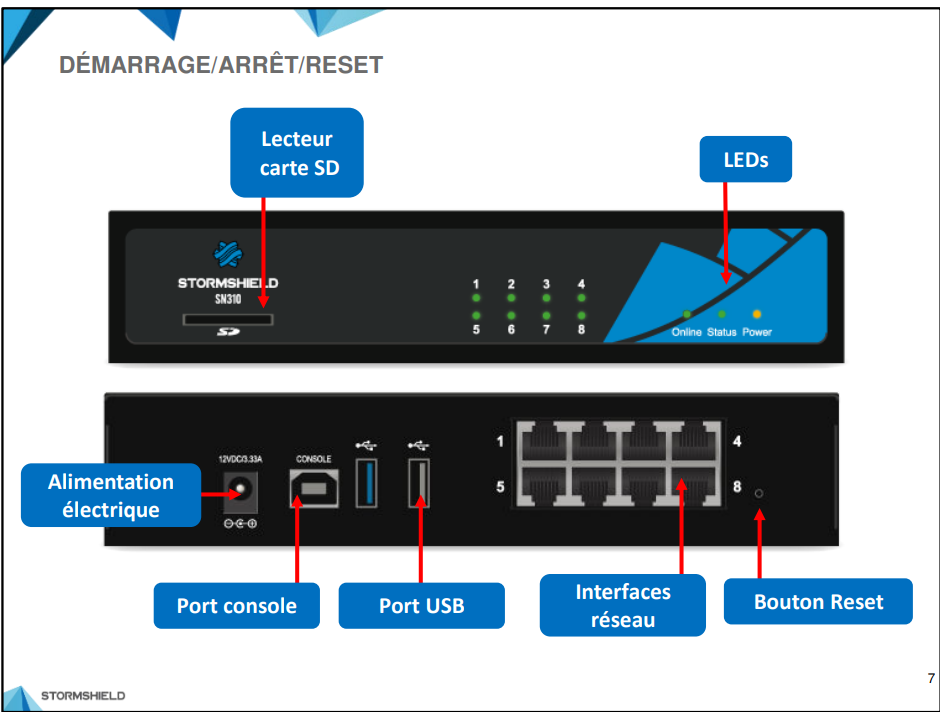 DÉMARRAGE/ARRÊT/RESET
Lecteur
carte SD
LEDs
STORMSHIELD
SN310
SD
1 2 3 4
5 6 7 8
Online Status Power
12VDC/3.33A
CONSOLE
1
4
5
8
Alimentation
électrique
Port console
Port USB
Interfaces
réseau
Bouton Reset
7
STORMSHIELD